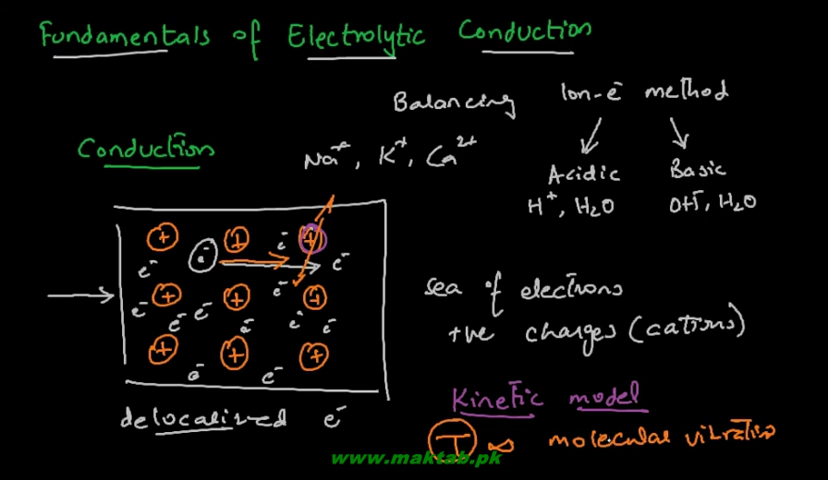 Fundamentals of Electrolytic Conduction
Balancing Ion-e⁻ method
Conduction
Na⁺, K⁺, Ca²⁺
Acidic Basic
H⁺, H₂O OH⁻, H₂O
+ + e⁻ +
e⁻ e⁻ e⁻
+ + e⁻ +
e⁻ e⁻ e⁻ e⁻ e⁻ e⁻
+ + +
e⁻ e⁻
sea of electrons
+ve charges (cations)
Kinetic model
delocalized e⁻
T ∞ molecular vibration
www.maktab.pk